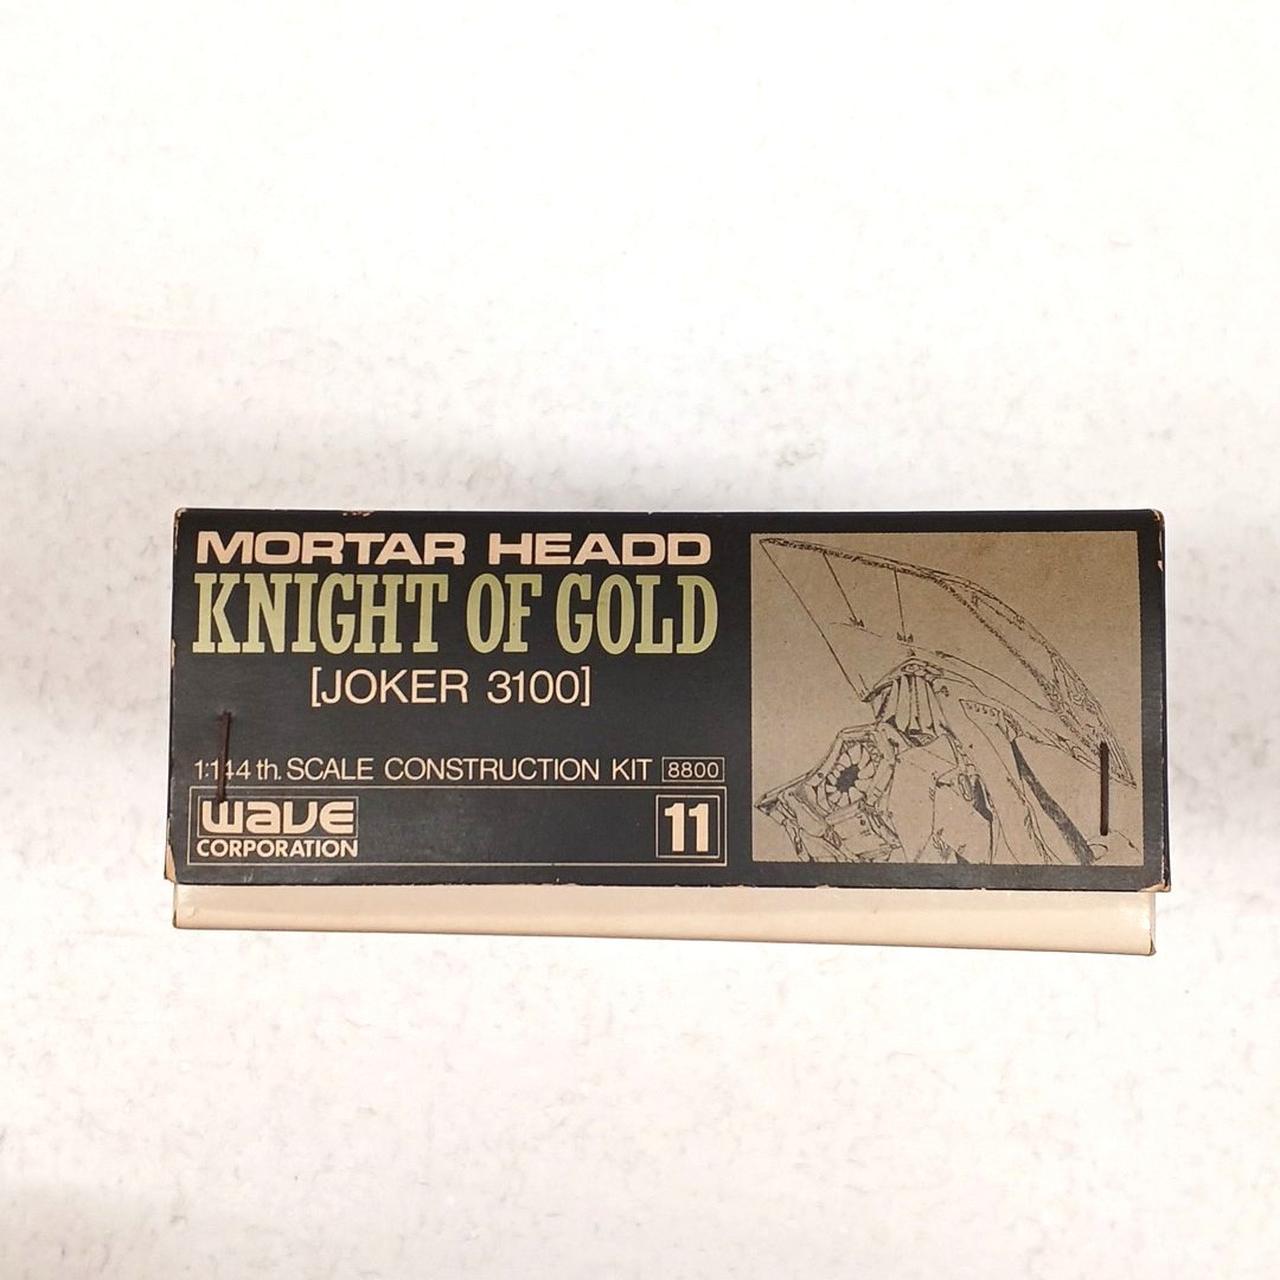 MORTAR HEADD
KNIGHT OF GOLD
[JOKER 3100]
1:144 th. SCALE CONSTRUCTION KIT 8800
WAVE
CORPORATION
11